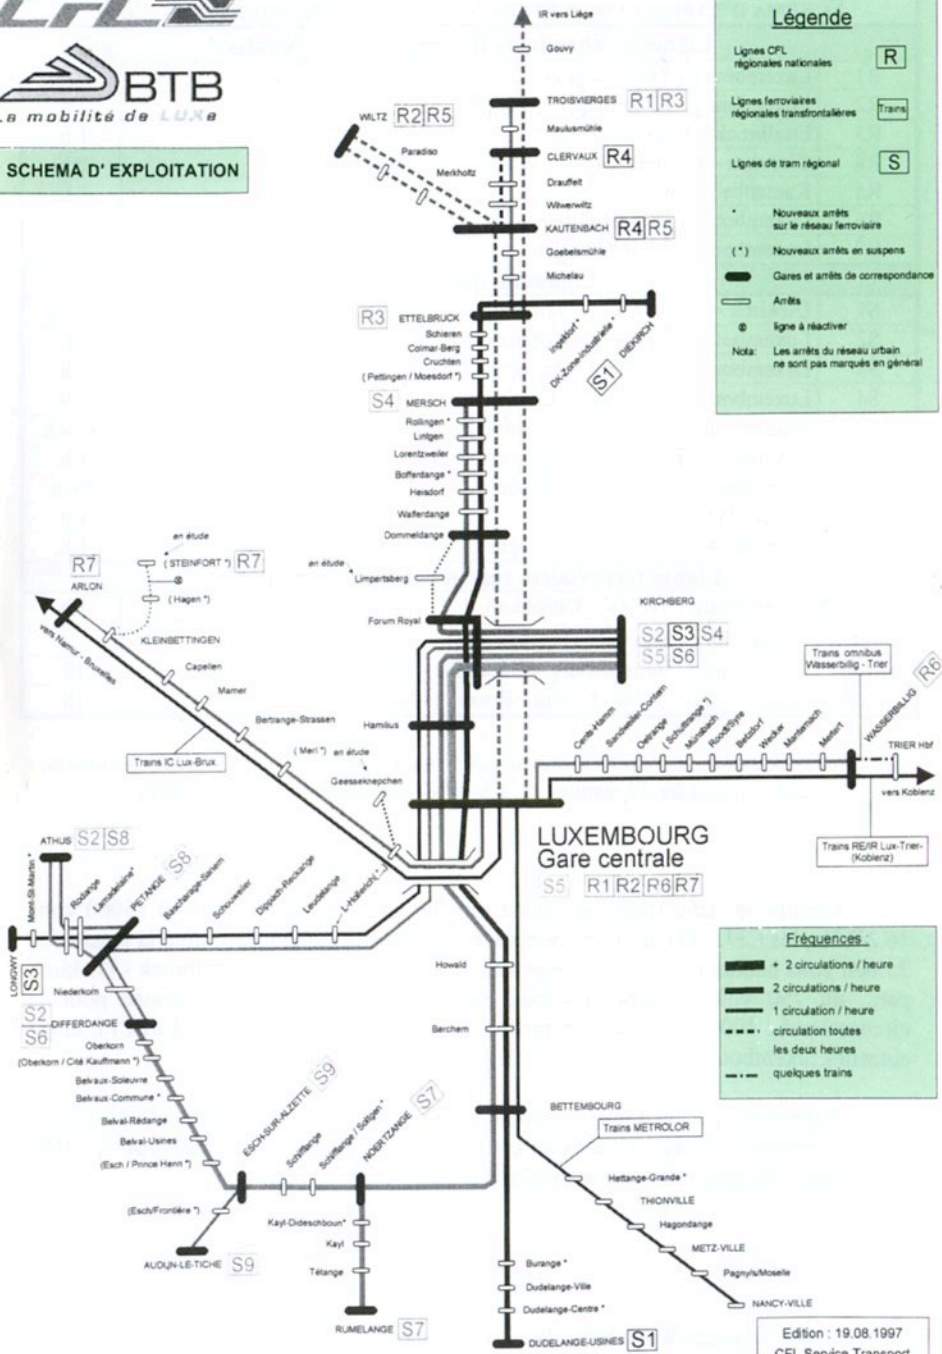 CFL
BTB
La mobilité de LUXe
SCHEMA D' EXPLOITATION
IR vers Liège
Gouvy
TROISVIERGES R1 R3
Maulusmühle
CLERVAUX R4
Drauffelt
Wilwerwiltz
KAUTENBACH R4 R5
Goebelsmühle
Michelau
WILTZ R2 R5
Paradiso
Merkholtz
R3 ETTELBRUCK
Schieren
Colmar-Berg
Cruchten
( Pettingen / Moesdorf *)
Ingeldorf *
DK-Zone-industrielle *
DIEKIRCH
S1
S4 MERSCH
Rollingen *
Lintgen
Lorentzweiler
Bofferdange *
Heisdorf
Walferdange
Dommeldange
en étude
Limpertsberg
Forum Royal
KIRCHBERG
S2 S3 S4
S5 S6
Hamilius
en étude
( STEINFORT *) R7
( Hagen *)
R7
ARLON
vers Namur - Bruxelles
KLEINBETTINGEN
Capellen
Mamer
Bertrange-Strassen
Trains IC Lux-Brux.
( Merl *) en étude
Geesseknepchen
Cents-Hamm
Sandweiler-Contern
Oetrange
( Schuttrange *)
Münsbach
Roodt/Syre
Betzdorf
Wecker
Manternach
Mertert
WASSERBILLIG R6
Trains omnibus
Wasserbillig - Trier
TRIER Hbf
vers Koblenz
Trains RE/IR Lux-Trier-
(Koblenz)
LUXEMBOURG
Gare centrale
S5 R1 R2 R6 R7
ATHUS S2 S8
Mont-St-Martin *
Rodange
Lamadelaine*
PETANGE S8
Bascharage-Sanem
Schouweiler
Dippach-Reckange
Leudelange
L-Hollerich(*)
LONGWY
S3
Niederkorn
S2
S6 DIFFERDANGE
Oberkorn
(Oberkorn / Cité Kauffmann *)
Belvaux-Soleuvre
Belvaux-Commune *
Belval-Rédange
Belval-Usines
(Esch / Prince Henri *)
ESCH-SUR-ALZETTE S9
Schifflange
Schifflange / Soltgen *
NOERTZANGE S7
(Esch/Frontière *)
AUDUN-LE-TICHE S9
Kayl-Dideschboun*
Kayl
Tétange
RUMELANGE S7
Howald
Berchem
BETTEMBOURG
Trains METROLOR
Hettange-Grande *
THIONVILLE
Hagondange
METZ-VILLE
Pagny/s/Moselle
NANCY-VILLE
Burange *
Dudelange-Ville
Dudelange-Centre *
DUDELANGE-USINES S1
Légende
Lignes CFL
régionales nationales R
Lignes ferroviaires
régionales transfrontalières Trains
Lignes de tram régional S
* Nouveaux arrêts
sur le réseau ferroviaire
( * ) Nouveaux arrêts en suspens
Gares et arrêts de correspondance
Arrêts
ligne à réactiver
Nota: Les arrêts du réseau urbain
ne sont pas marqués en général
Fréquences :
+ 2 circulations / heure
2 circulations / heure
1 circulation / heure
circulation toutes
les deux heures
quelques trains
Edition : 19.08.1997
CFL Service Transport